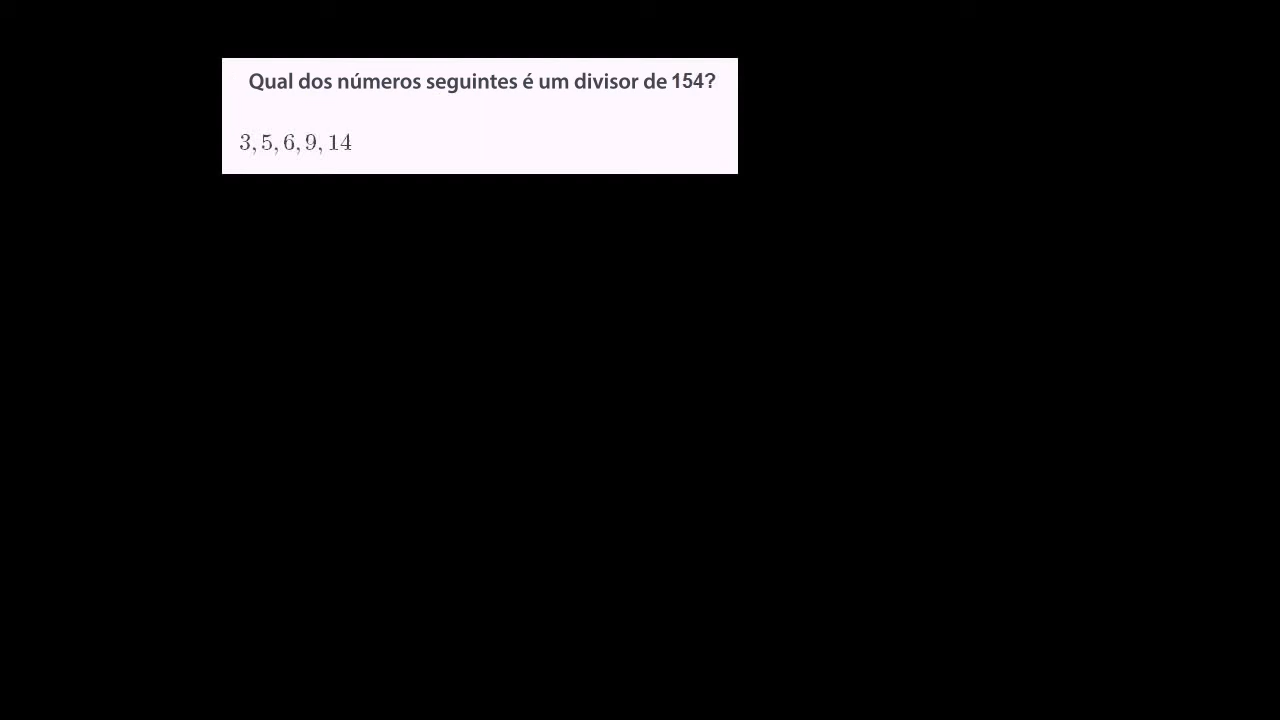 Qual dos números seguintes é um divisor de 154?
3, 5, 6, 9, 14